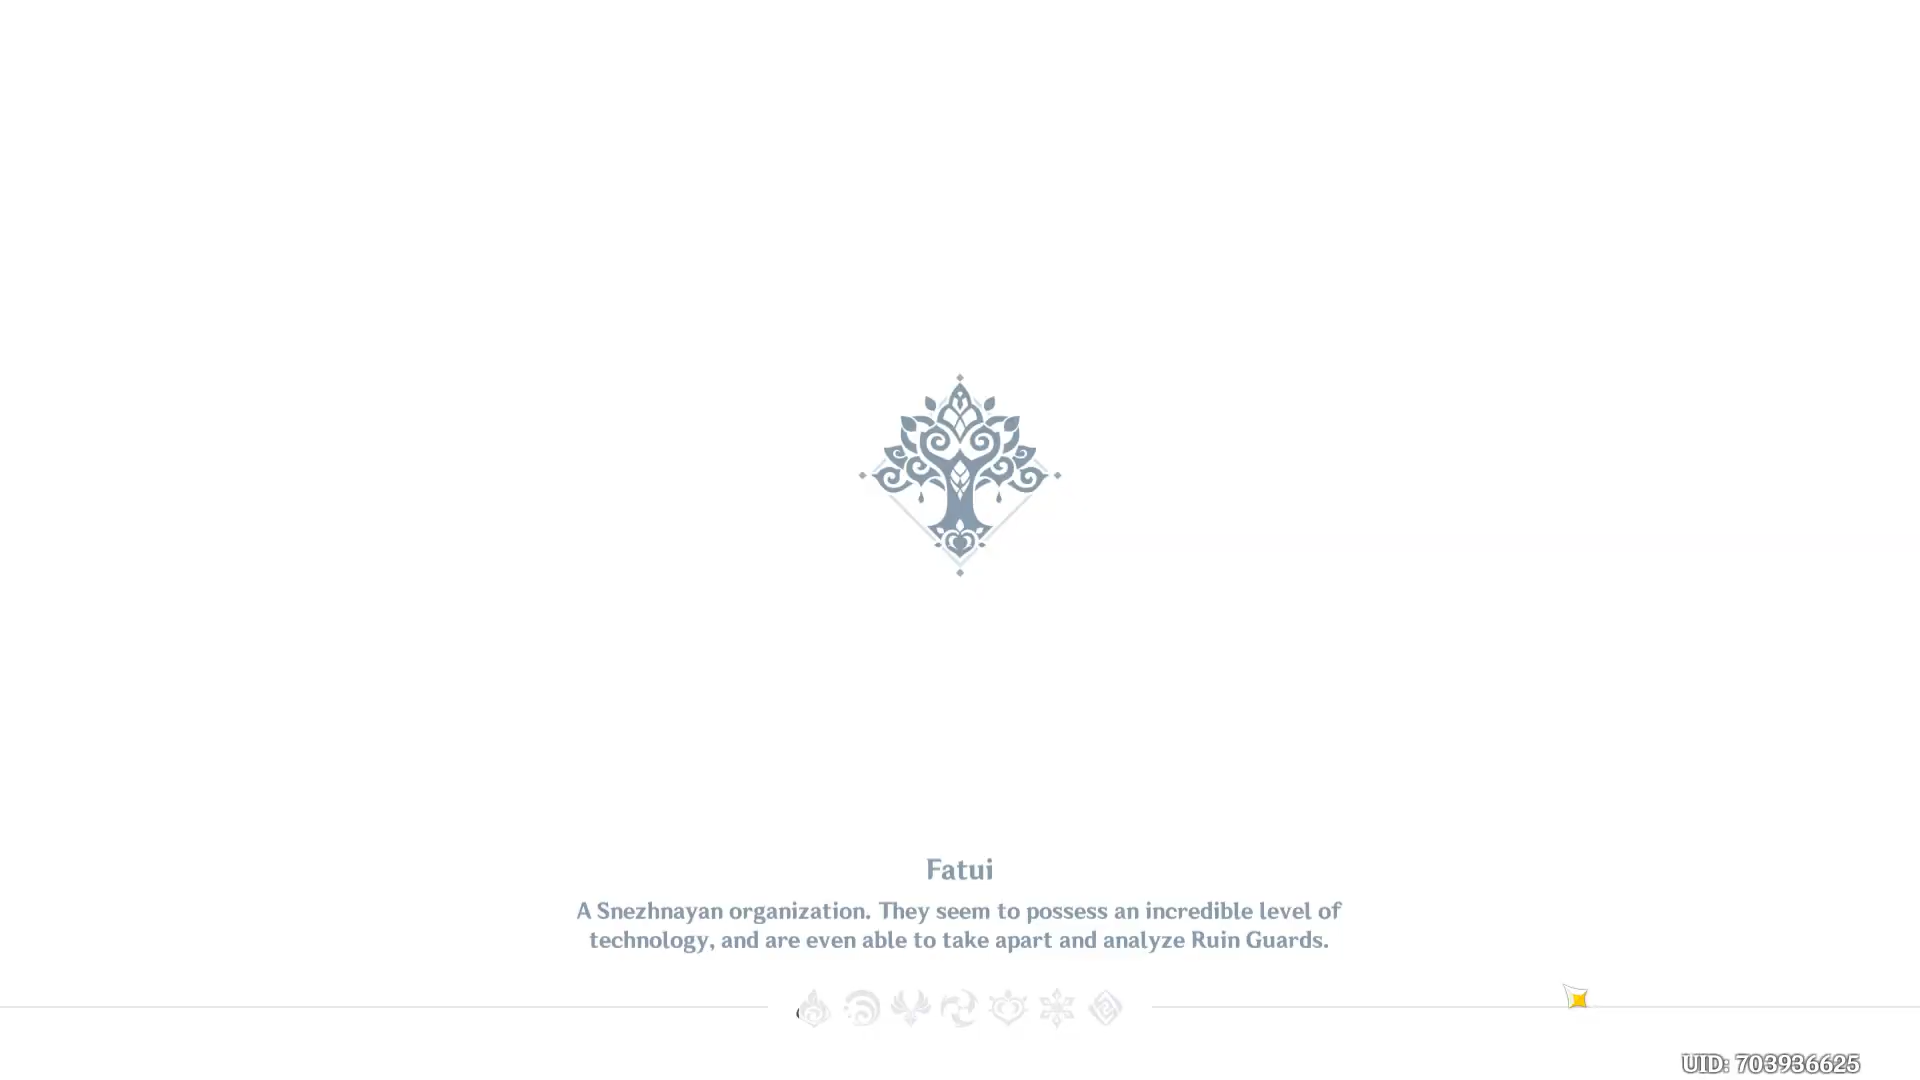 Fatui
A Snezhnayan organization. They seem to possess an incredible level of
technology, and are even able to take apart and analyze Ruin Guards.
UID: 703936625